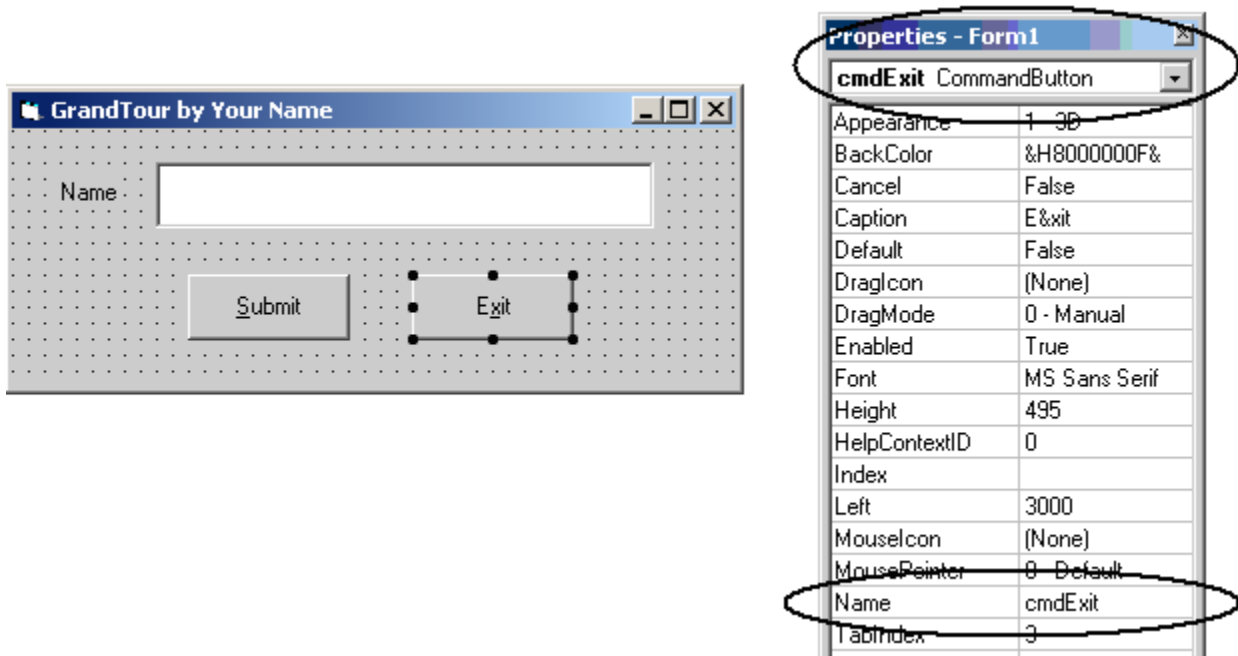 GrandTour by Your Name
Name
Submit
Exit
Properties - Form1
cmdExit CommandButton
Appearance 1 - 3D
BackColor &H8000000F&
Cancel False
Caption E&xit
Default False
DragIcon (None)
DragMode 0 - Manual
Enabled True
Font MS Sans Serif
Height 495
HelpContextID 0
Index
Left 3000
MouseIcon (None)
MousePointer 0 - Default
Name cmdExit
TabIndex 3